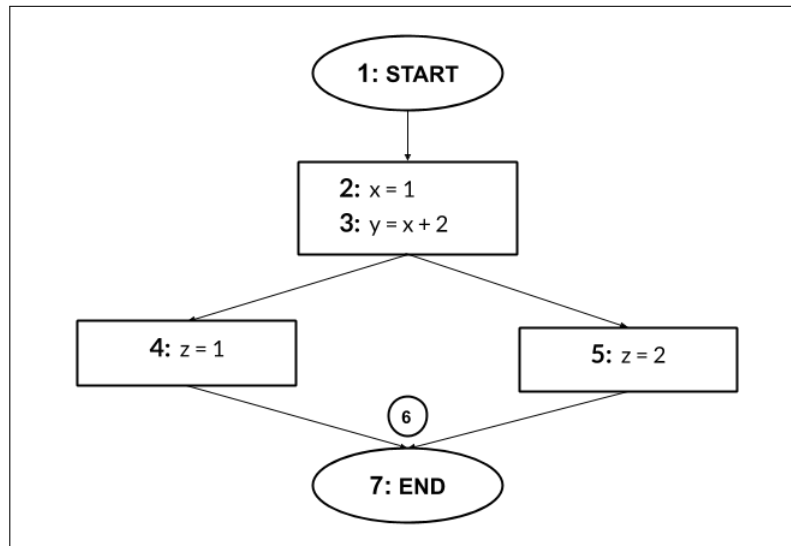 1: START
2: x = 1
3: y = x + 2
4: z = 1
5: z = 2
6
7: END